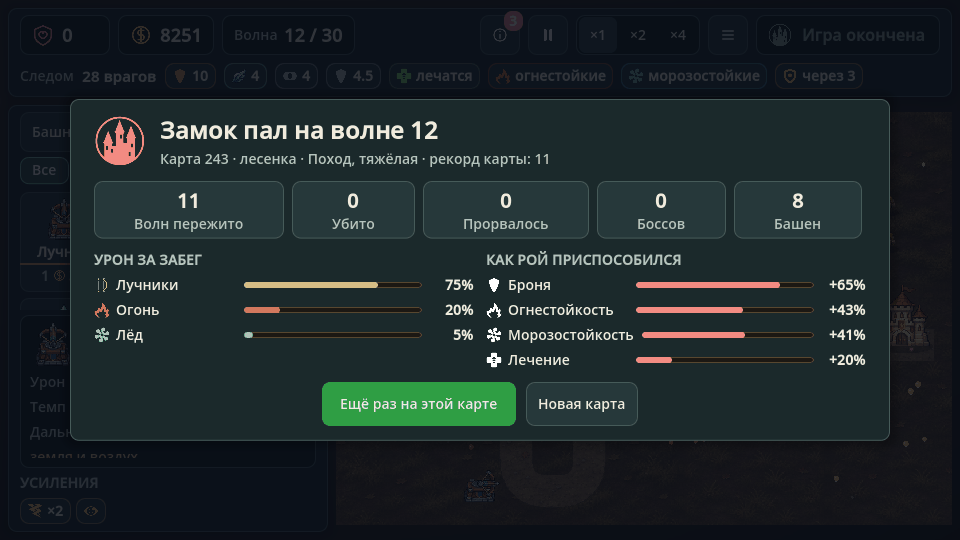 0 8251 Волна 12 / 30 3 ×1 ×2 ×4 Игра окончена
Следом 28 врагов 10 4 4 4.5 лечатся огнестойкие морозостойкие через 3
Замок пал на волне 12
Карта 243 · лесенка · Поход, тяжёлая · рекорд карты: 11
11 0 0 0 8
Волн пережито Убито Прорвалось Боссов Башен
УРОН ЗА ЗАБЕГ
Лучники 75%
Огонь 20%
Лёд 5%
КАК РОЙ ПРИСПОСОБИЛСЯ
Броня +65%
Огнестойкость +43%
Морозостойкость +41%
Лечение +20%
Ещё раз на этой карте Новая карта
Все
1
Урон
Темп
земля и воздух
УСИЛЕНИЯ
×2